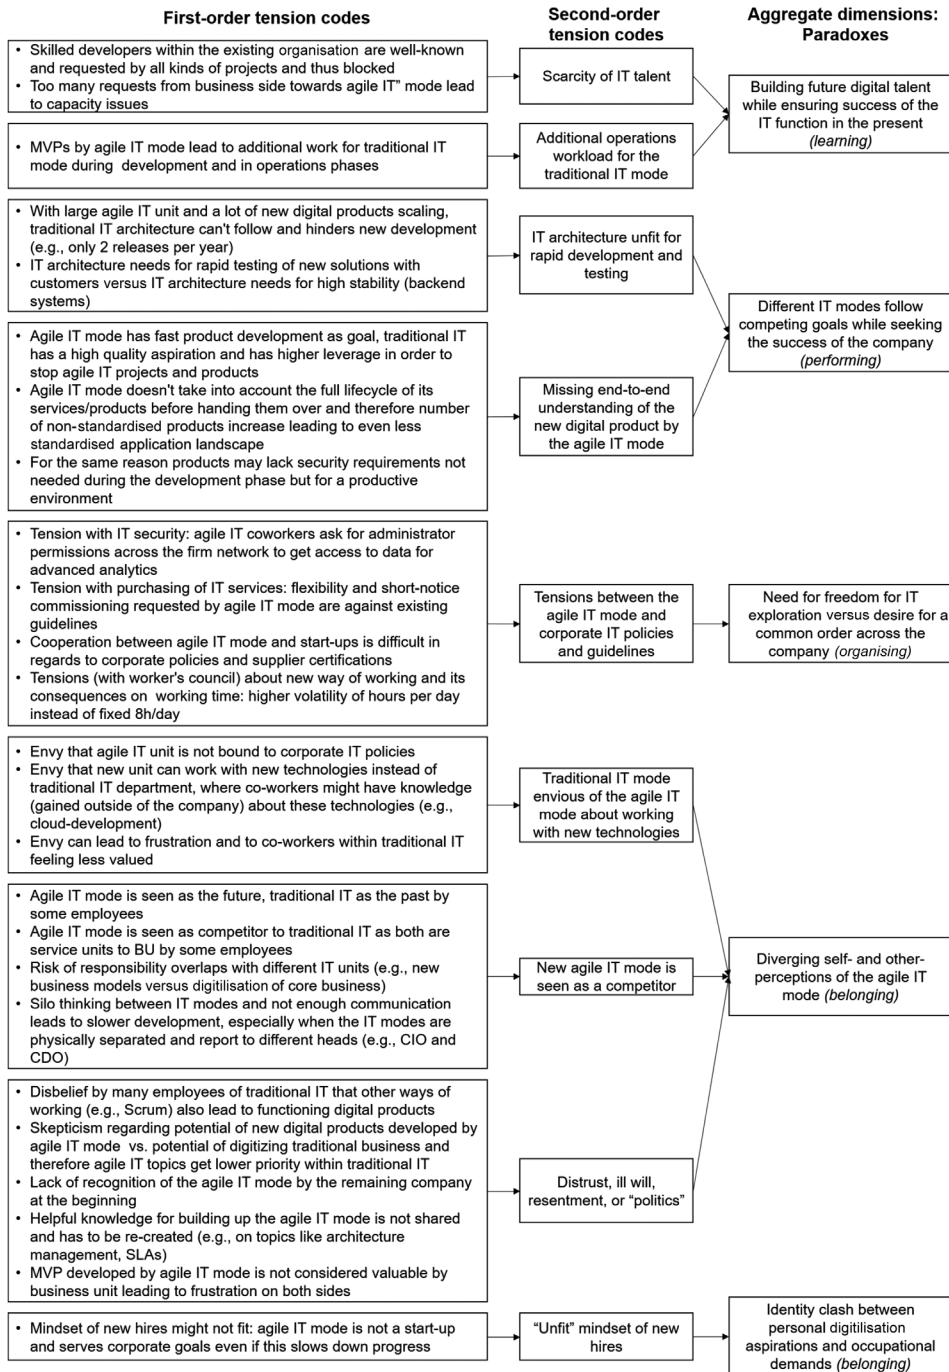 First-order tension codes
Second-order
tension codes
Aggregate dimensions:
Paradoxes
• Skilled developers within the existing organisation are well-known
and requested by all kinds of projects and thus blocked
• Too many requests from business side towards agile IT” mode lead
to capacity issues
Scarcity of IT talent
Building future digital talent
while ensuring success of the
IT function in the present
(learning)
• MVPs by agile IT mode lead to additional work for traditional IT
mode during development and in operations phases
Additional operations
workload for the
traditional IT mode
• With large agile IT unit and a lot of new digital products scaling,
traditional IT architecture can't follow and hinders new development
(e.g., only 2 releases per year)
• IT architecture needs for rapid testing of new solutions with
customers versus IT architecture needs for high stability (backend
systems)
IT architecture unfit for
rapid development and
testing
Different IT modes follow
competing goals while seeking
the success of the company
(performing)
• Agile IT mode has fast product development as goal, traditional IT
has a high quality aspiration and has higher leverage in order to
stop agile IT projects and products
• Agile IT mode doesn't take into account the full lifecycle of its
services/products before handing them over and therefore number
of non-standardised products increase leading to even less
standardised application landscape
• For the same reason products may lack security requirements not
needed during the development phase but for a productive
environment
Missing end-to-end
understanding of the
new digital product by
the agile IT mode
• Tension with IT security: agile IT coworkers ask for administrator
permissions across the firm network to get access to data for
advanced analytics
• Tension with purchasing of IT services: flexibility and short-notice
commissioning requested by agile IT mode are against existing
guidelines
• Cooperation between agile IT mode and start-ups is difficult in
regards to corporate policies and supplier certifications
• Tensions (with worker's council) about new way of working and its
consequences on working time: higher volatility of hours per day
instead of fixed 8h/day
Tensions between the
agile IT mode and
corporate IT policies
and guidelines
Need for freedom for IT
exploration versus desire for a
common order across the
company (organising)
• Envy that agile IT unit is not bound to corporate IT policies
• Envy that new unit can work with new technologies instead of
traditional IT department, where co-workers might have knowledge
(gained outside of the company) about these technologies (e.g.,
cloud-development)
• Envy can lead to frustration and to co-workers within traditional IT
feeling less valued
Traditional IT mode
envious of the agile IT
mode about working
with new technologies
• Agile IT mode is seen as the future, traditional IT as the past by
some employees
• Agile IT mode is seen as competitor to traditional IT as both are
service units to BU by some employees
• Risk of responsibility overlaps with different IT units (e.g., new
business models versus digitilisation of core business)
• Silo thinking between IT modes and not enough communication
leads to slower development, especially when the IT modes are
physically separated and report to different heads (e.g., CIO and
CDO)
New agile IT mode is
seen as a competitor
Diverging self- and other-
perceptions of the agile IT
mode (belonging)
• Disbelief by many employees of traditional IT that other ways of
working (e.g., Scrum) also lead to functioning digital products
• Skepticism regarding potential of new digital products developed by
agile IT mode vs. potential of digitizing traditional business and
therefore agile IT topics get lower priority within traditional IT
• Lack of recognition of the agile IT mode by the remaining company
at the beginning
• Helpful knowledge for building up the agile IT mode is not shared
and has to be re-created (e.g., on topics like architecture
management, SLAs)
• MVP developed by agile IT mode is not considered valuable by
business unit leading to frustration on both sides
Distrust, ill will,
resentment, or “politics”
• Mindset of new hires might not fit: agile IT mode is not a start-up
and serves corporate goals even if this slows down progress
“Unfit” mindset of new
hires
Identity clash between
personal digitilisation
aspirations and occupational
demands (belonging)